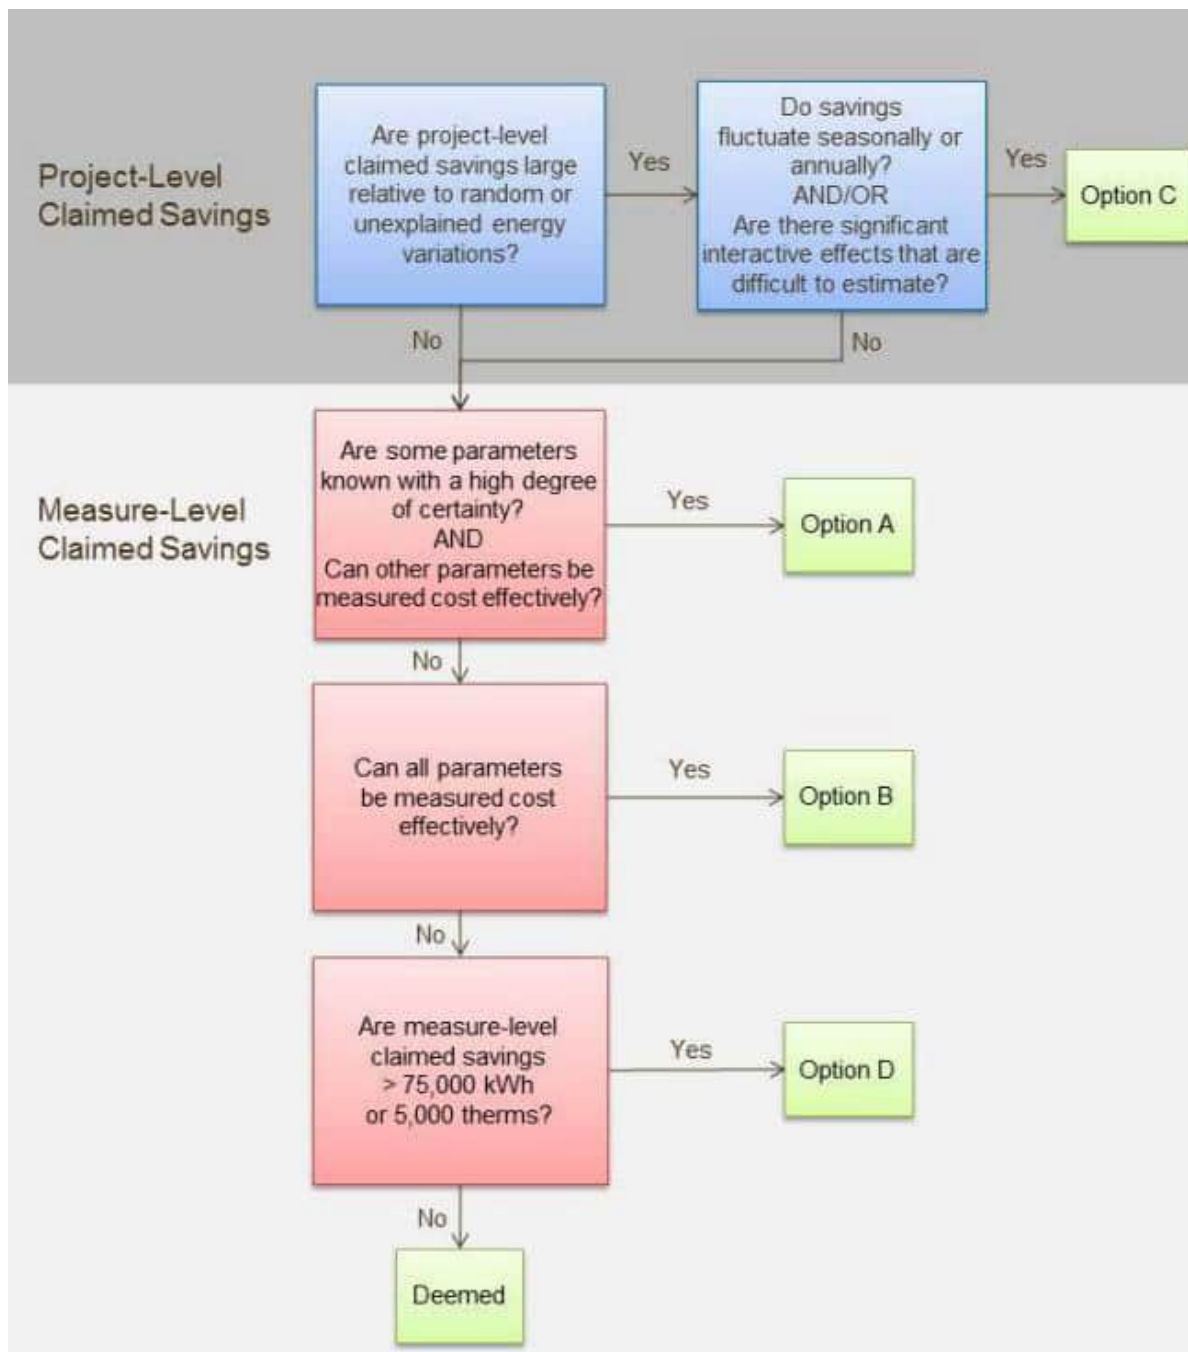 Project-Level
Claimed Savings
Are project-level
claimed savings large
relative to random or
unexplained energy
variations?
Yes
Do savings
fluctuate seasonally or
annually?
AND/OR
Are there significant
interactive effects that are
difficult to estimate?
Yes
Option C
No
No
Measure-Level
Claimed Savings
Are some parameters
known with a high degree
of certainty?
AND
Can other parameters be
measured cost effectively?
Yes
Option A
No
Can all parameters
be measured cost
effectively?
Yes
Option B
No
Are measure-level
claimed savings
> 75,000 kWh
or 5,000 therms?
Yes
Option D
No
Deemed